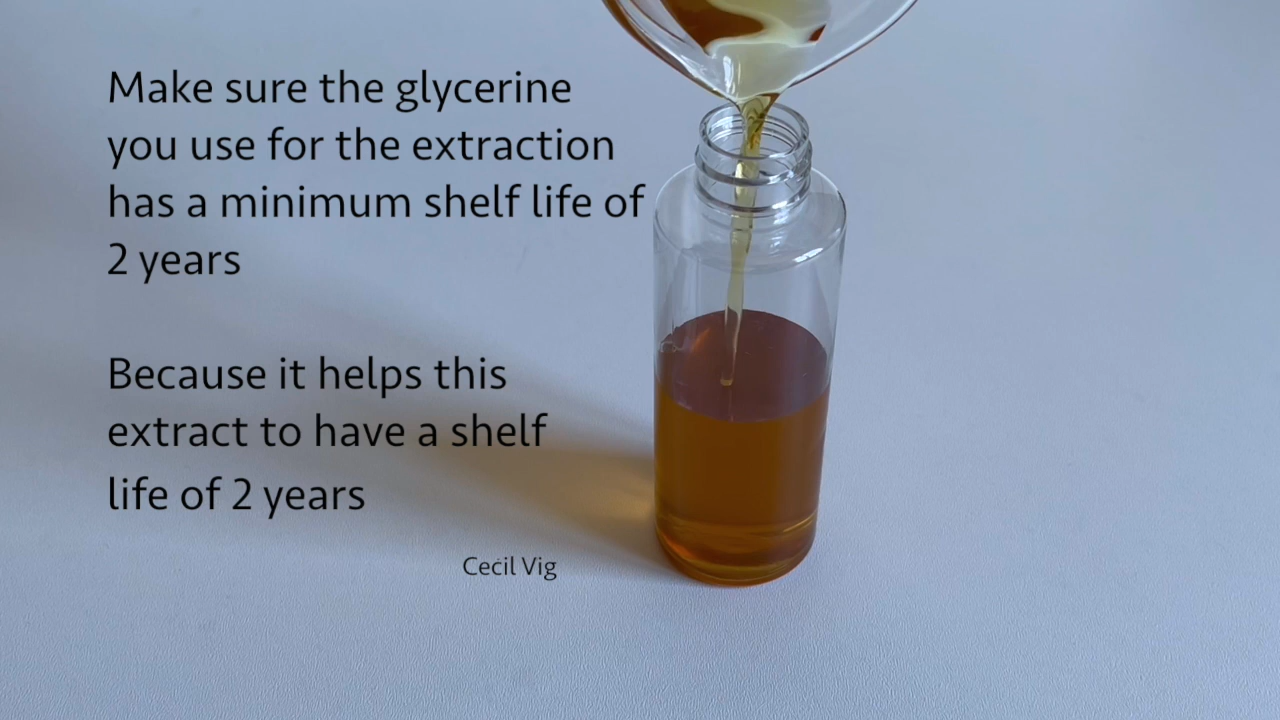 Make sure the glycerine
you use for the extraction
has a minimum shelf life of
2 years
Because it helps this
extract to have a shelf
life of 2 years
Cecil Vig